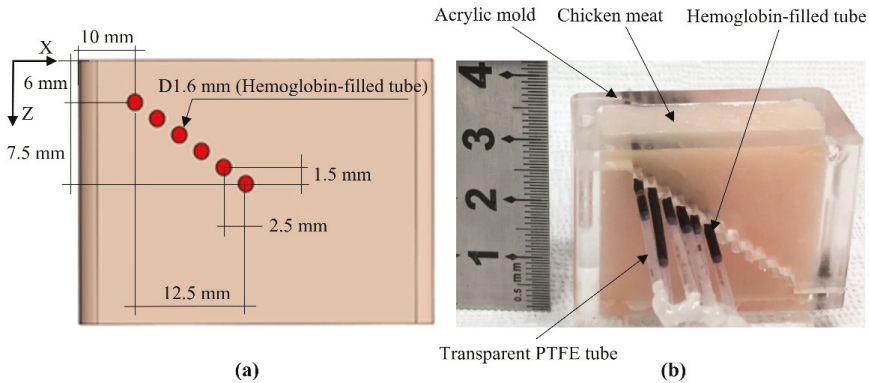 10 mm
X
6 mm
Z
D1.6 mm (Hemoglobin-filled tube)
7.5 mm
1.5 mm
2.5 mm
12.5 mm
(a)
Acrylic mold
Chicken meat
Hemoglobin-filled tube
4
3
2
1
0.5 mm
Transparent PTFE tube
(b)